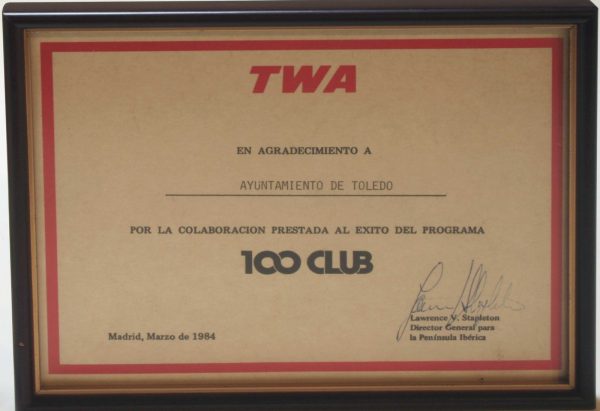 TWA
EN AGRADECIMIENTO A
AYUNTAMIENTO DE TOLEDO
POR LA COLABORACION PRESTADA AL EXITO DEL PROGRAMA
100 CLUB
Lawrence V. Stapleton
Director General para
la Península Ibérica
Madrid, Marzo de 1984